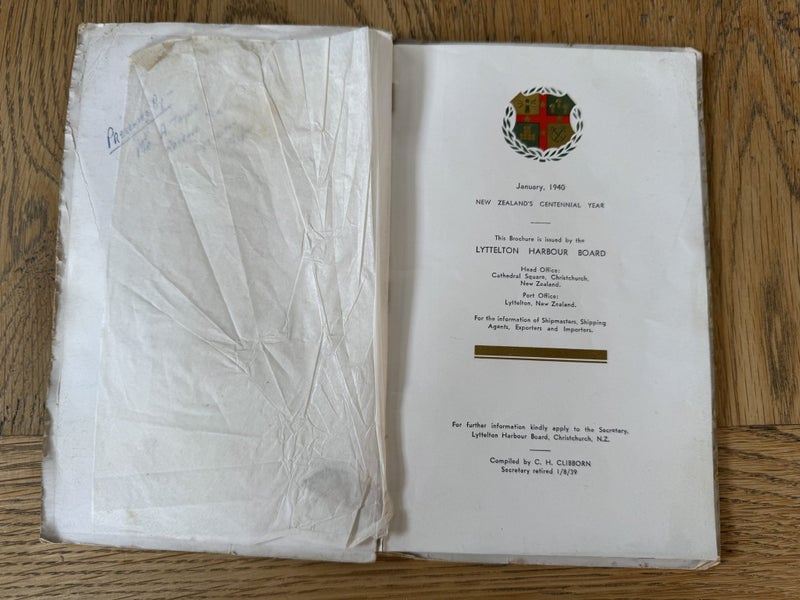 PRESENTED BY
January, 1940
NEW ZEALAND'S CENTENNIAL YEAR
This Brochure is issued by the
LYTTELTON HARBOUR BOARD
Head Office:
Cathedral Square, Christchurch,
New Zealand.
Port Office:
Lyttelton, New Zealand.
For the information of Shipmasters, Shipping
Agents, Exporters and Importers.
For further information kindly apply to the Secretary,
Lyttelton Harbour Board, Christchurch, N.Z.
Compiled by C. H. CLIBBORN
Secretary retired 1/8/39